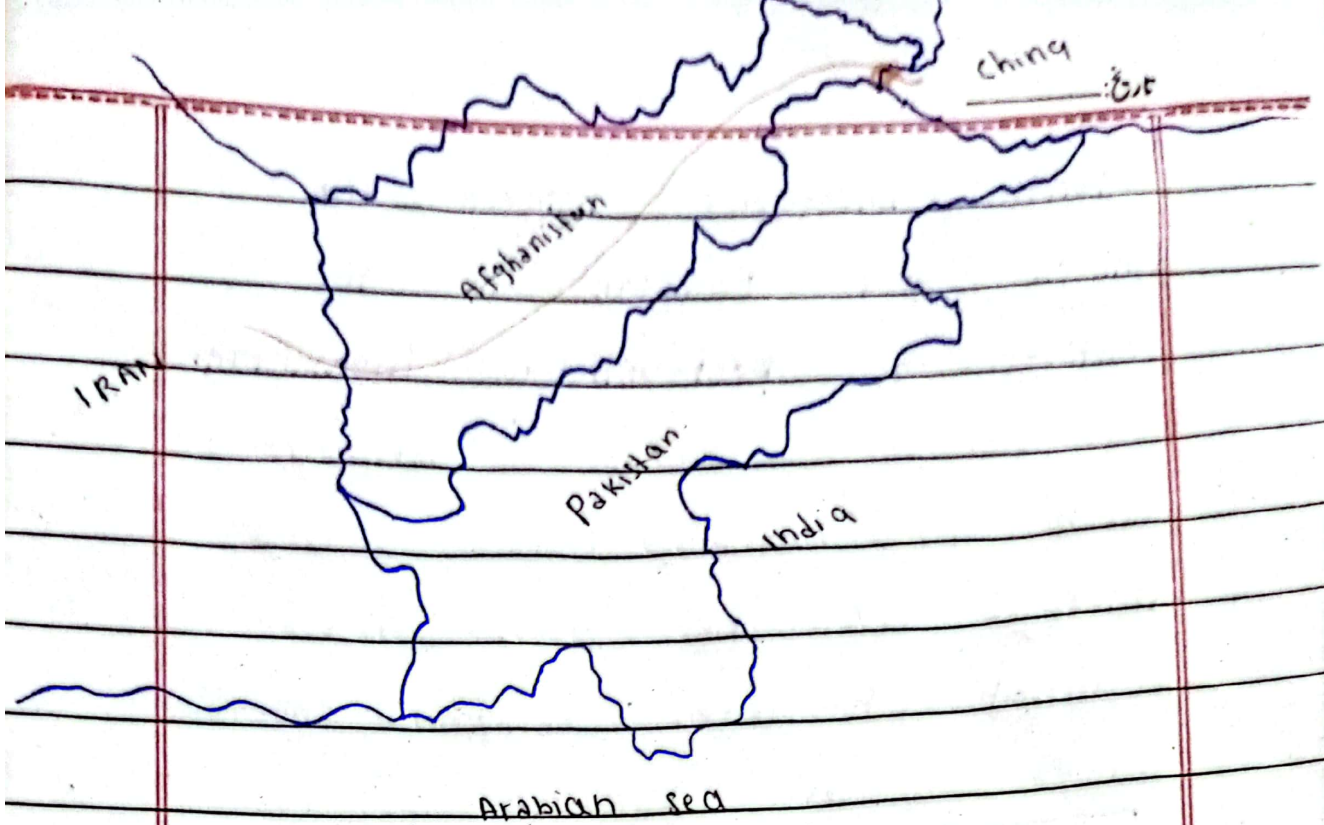 China
تاریخ:
Afghanistan
IRAN
Pakistan
India
Arabian sea